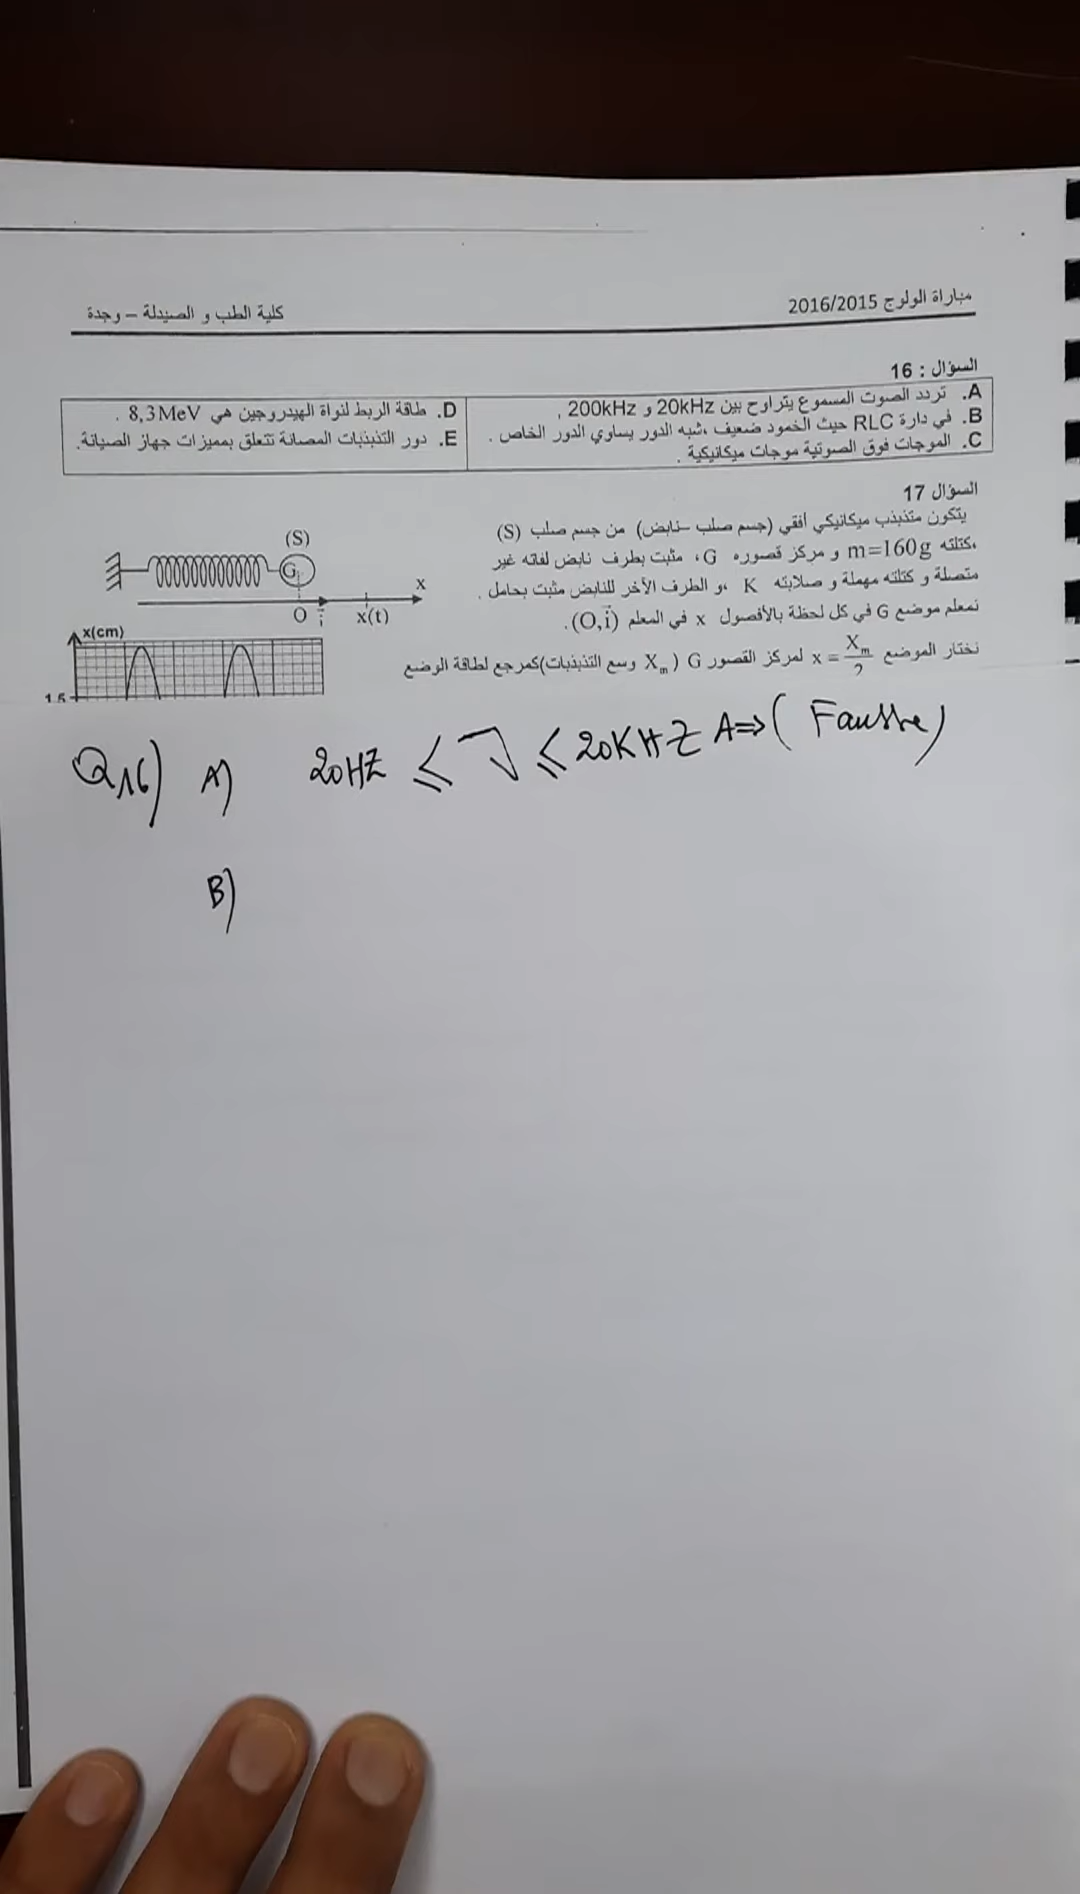 مباراة الولوج 2016/2015
كلية الطب و الصيدلة – وجدة
السؤال : 16
A. تردد الصوت المسموع يتراوح بين 20kHz و 200kHz .
B. في دارة RLC حيث الخمود ضعيف ،شبه الدور يساوي الدور الخاص .
C. الموجات فوق الصوتية موجات ميكانيكية .
D. طاقة الربط لنواة الهيدروجين هي 8,3MeV .
E. دور التذبذبات المصانة تتعلق بمميزات جهاز الصيانة.
السؤال 17
يتكون متذبذب ميكانيكي أفقي (جسم صلب –نابض) من جسم صلب (S)
،كتلته m=160g و مركز قصوره G، مثبت بطرف نابض لفاته غير
متصلة و كتلته مهملة و صلابته K ،و الطرف الآخر للنابض مثبت بحامل .
نمعلم موضع G في كل لحظة بالأفصول x في المعلم (O,i⃗).
نختار الموضع x = Xm/2 لمركز القصور G (Xm وسع التذبذبات)كمرجع لطاقة الوضع
(S)
G
x
O i⃗ x(t)
x(cm)
1.5
Q16) A) 20HZ ≤ ⌉ ≤ 20KHZ A⇒( Fausse)
B)